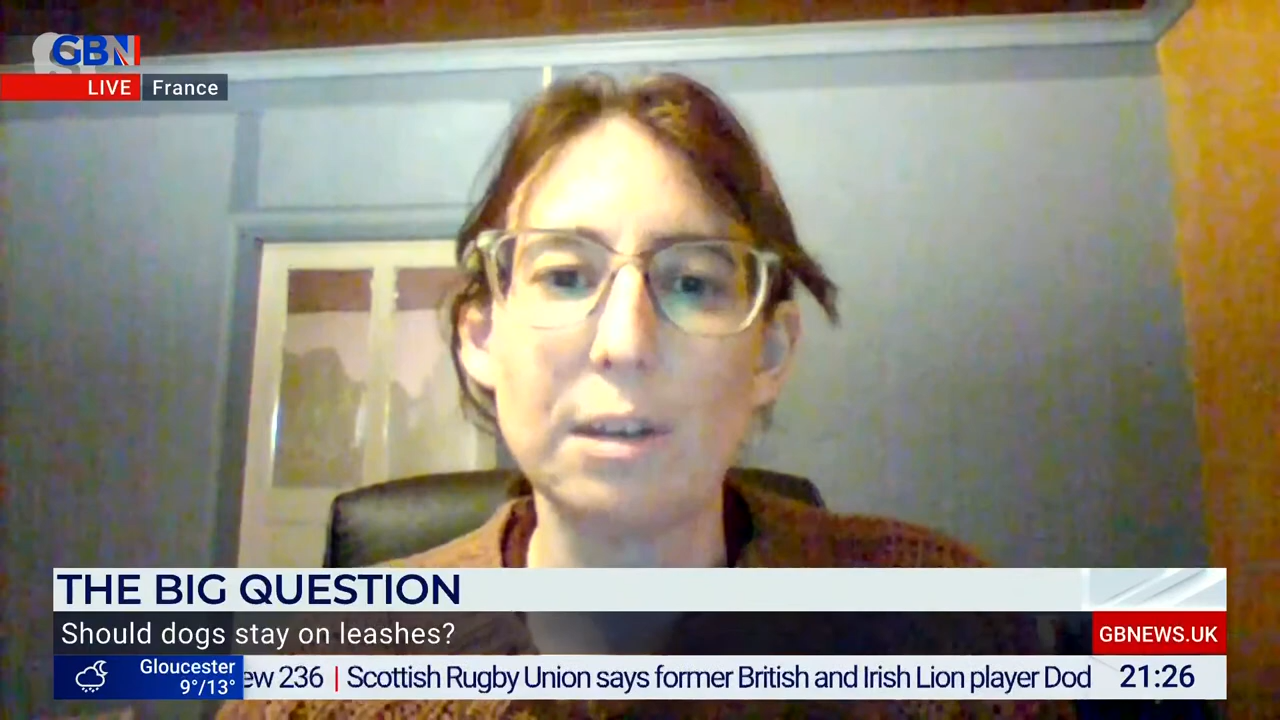 GBN
LIVE France
THE BIG QUESTION
Should dogs stay on leashes?
GBNEWS.UK
Gloucester
9°/13°
ew 236 | Scottish Rugby Union says former British and Irish Lion player Dod
21:26